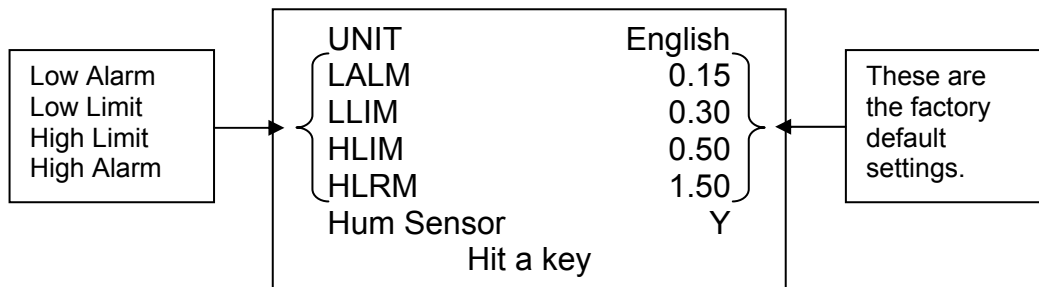 Low Alarm
Low Limit
High Limit
High Alarm
UNIT English
LALM 0.15
LLIM 0.30
HLIM 0.50
HLRM 1.50
Hum Sensor Y
Hit a key
These are
the factory
default
settings.